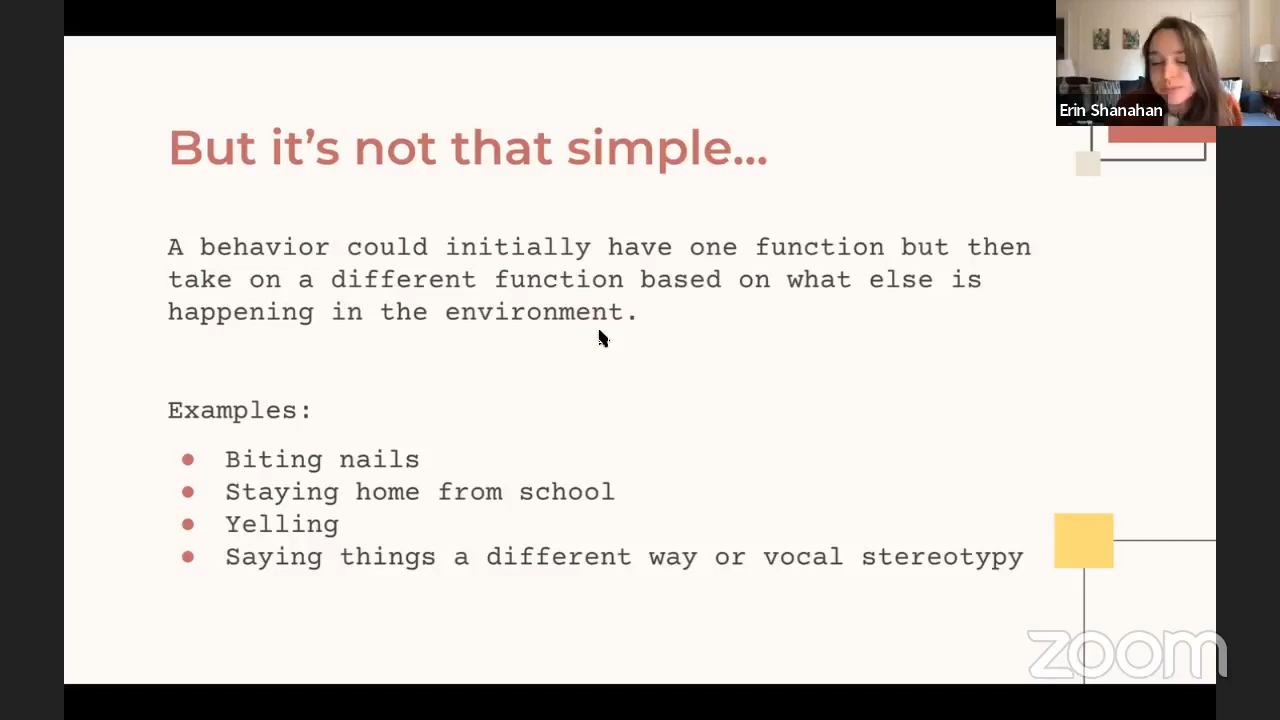 Erin Shanahan
But it's not that simple...
A behavior could initially have one function but then
take on a different function based on what else is
happening in the environment.
Examples:
● Biting nails
● Staying home from school
● Yelling
● Saying things a different way or vocal stereotypy
zoom